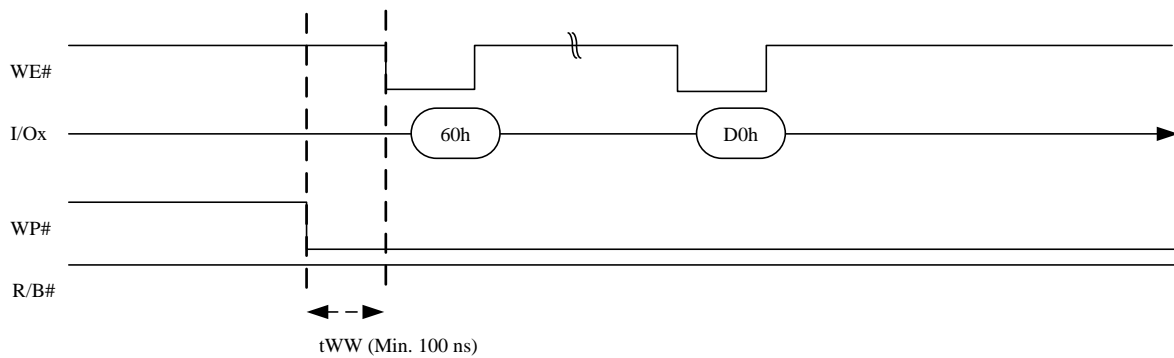 WE#
I/Ox
60h
D0h
WP#
R/B#
tWW (Min. 100 ns)